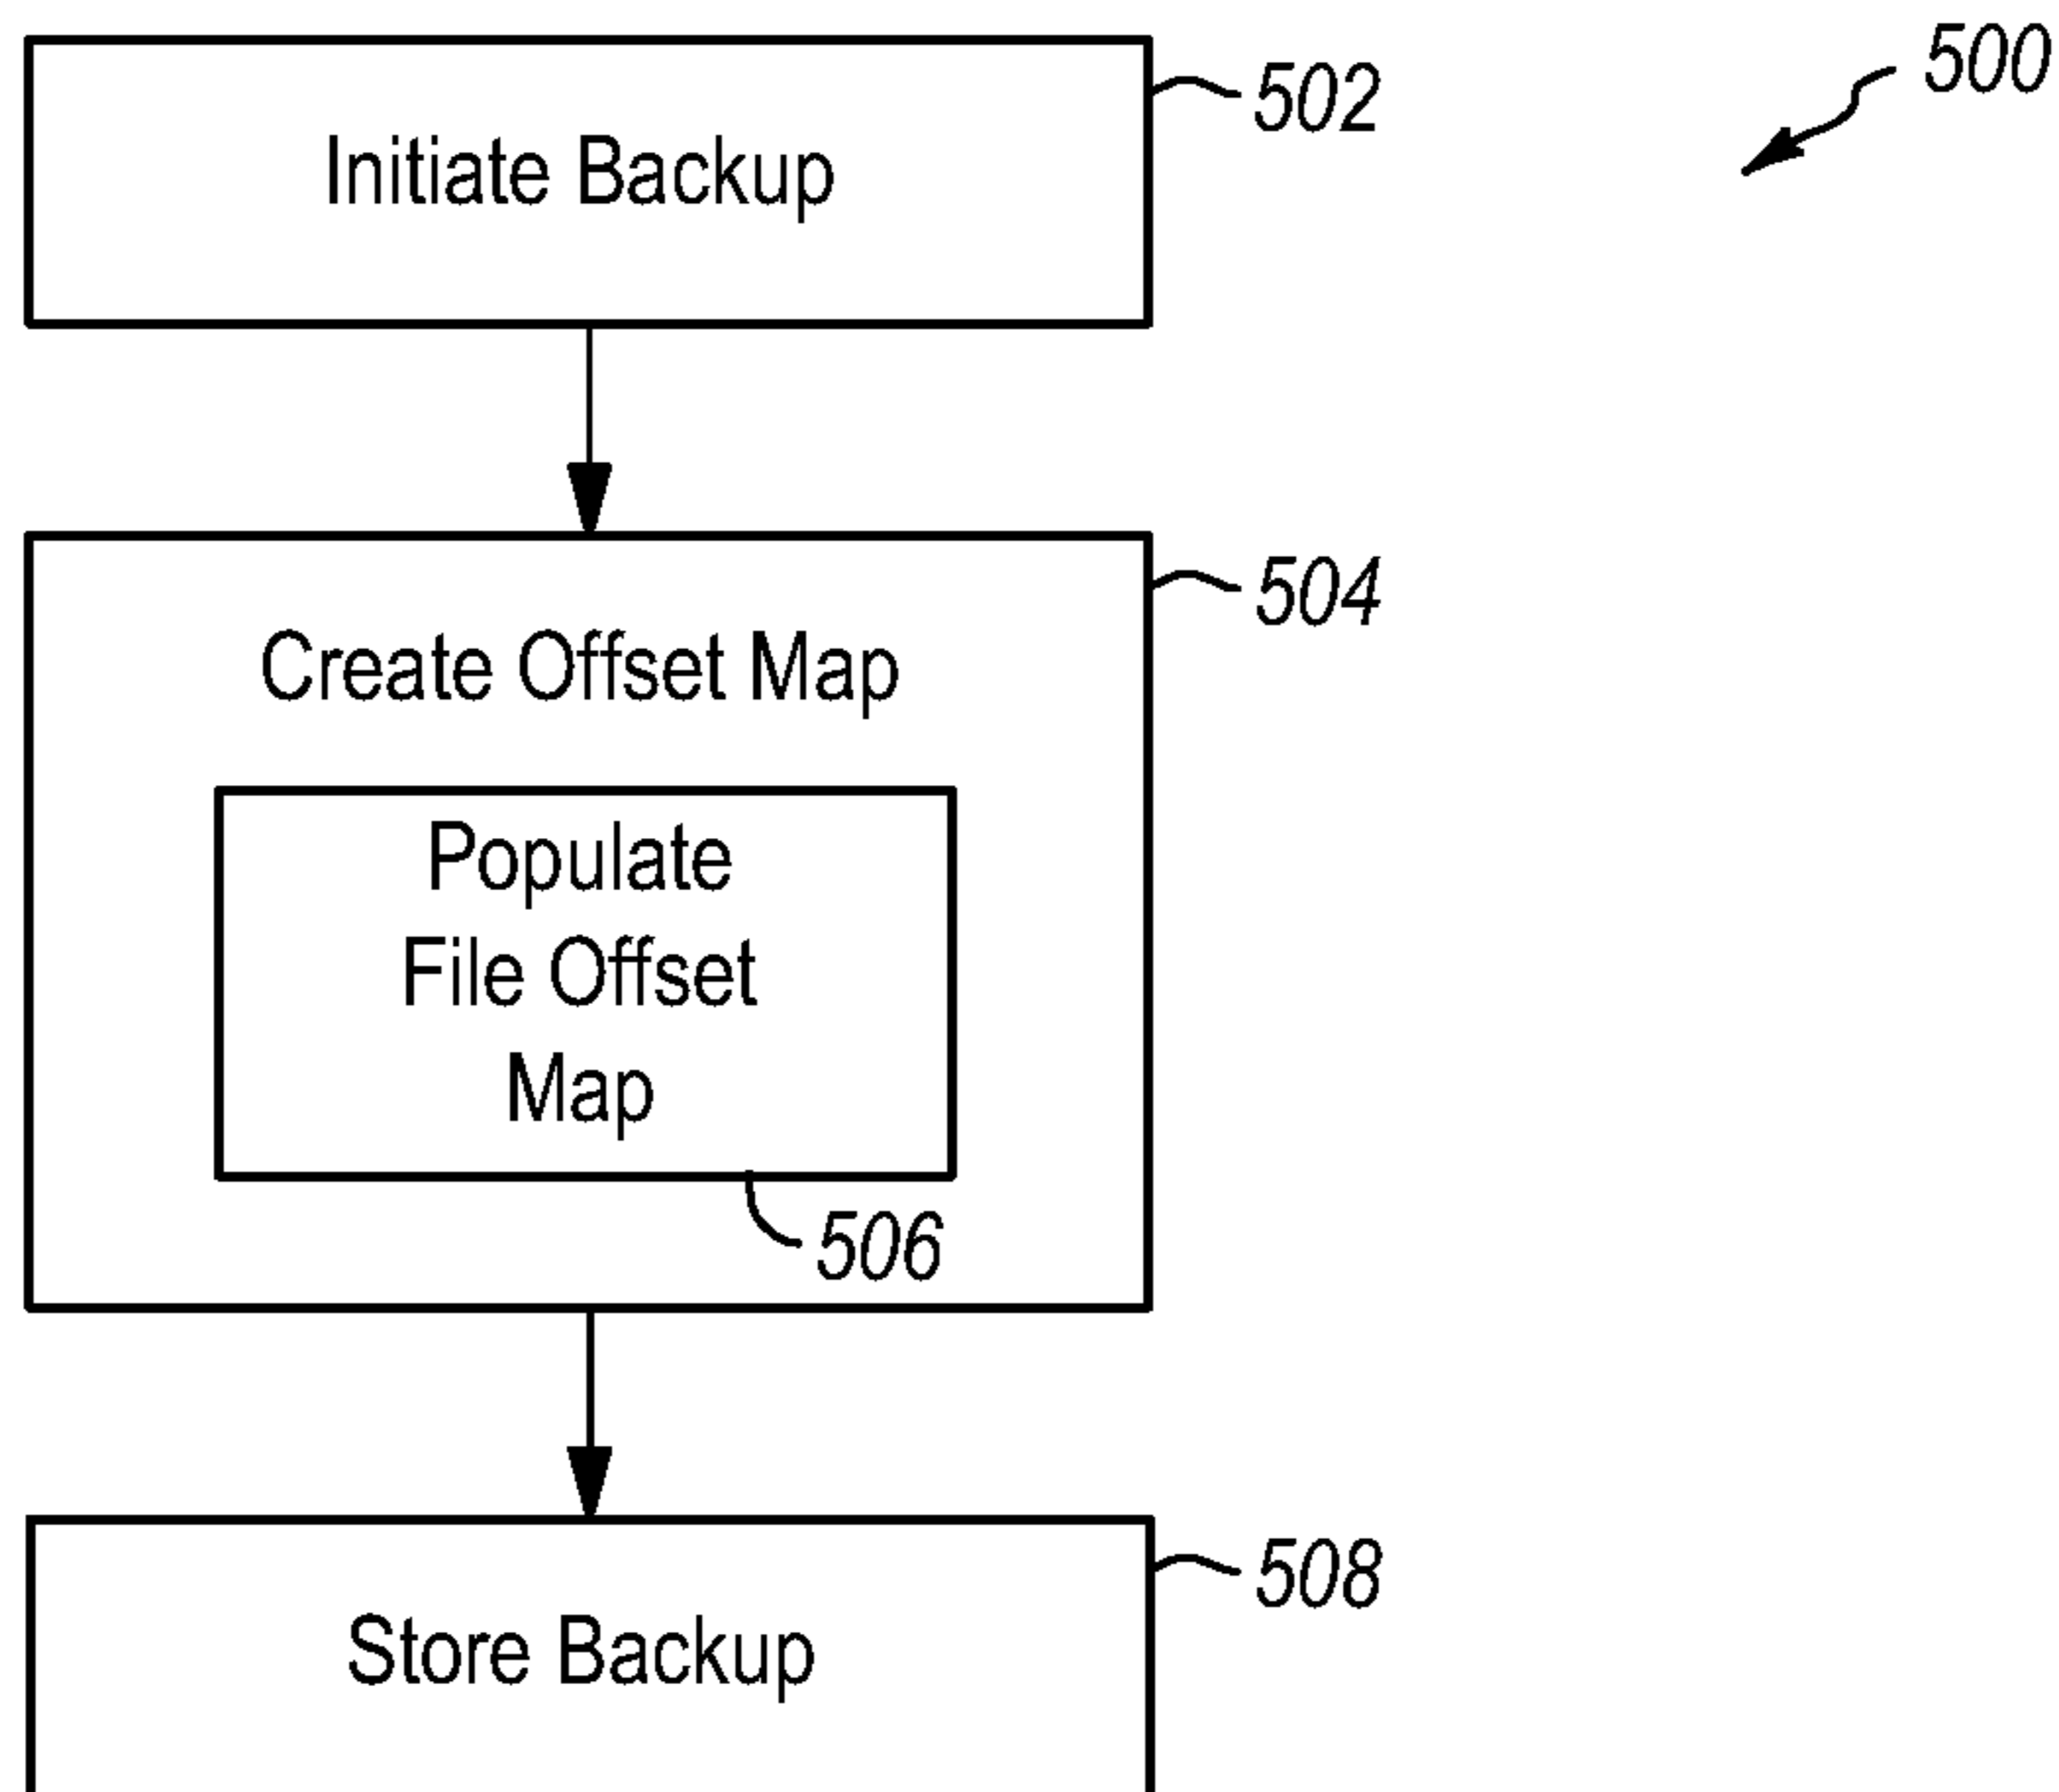 Initiate Backup
502
500
Create Offset Map
504
Populate
File Offset
Map
506
Store Backup
508